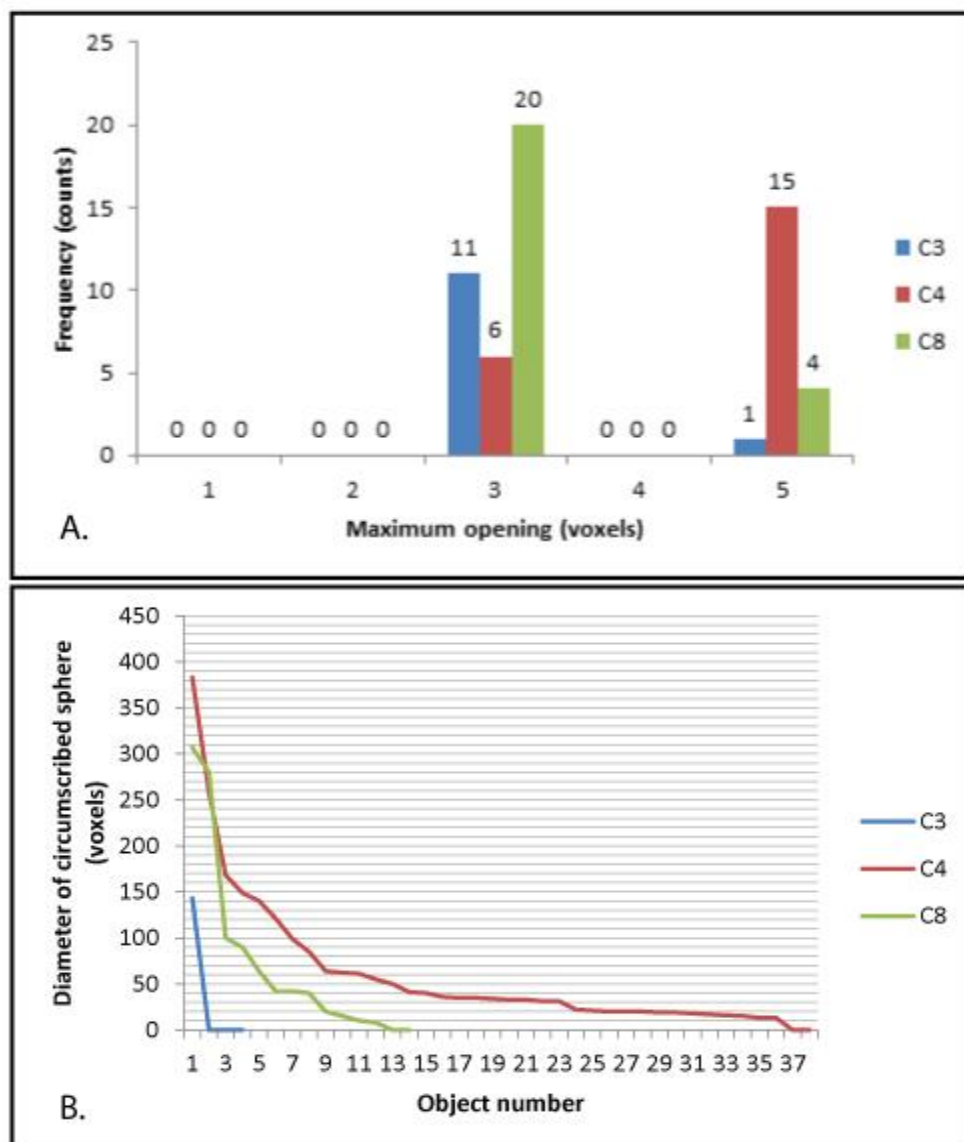 25
20
15
10
5
0
Frequency (counts)
0 0 0
0 0 0
11
6
20
0 0 0
1
15
4
1 2 3 4 5
Maximum opening (voxels)
C3
C4
C8
A.
450
400
350
300
250
200
150
100
50
0
Diameter of circumscribed sphere
(voxels)
1 3 5 7 9 11 13 15 17 19 21 23 25 27 29 31 33 35 37
Object number
C3
C4
C8
B.